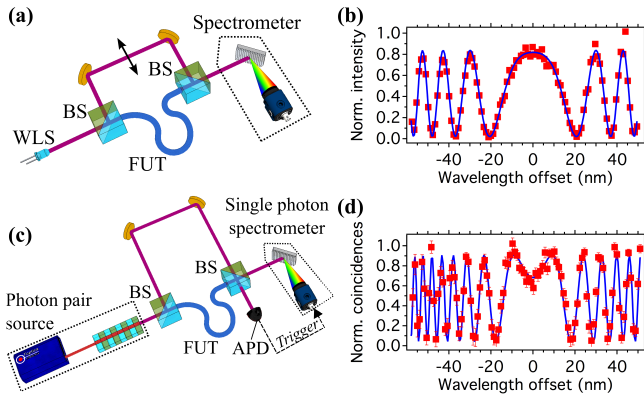 (a)
Spectrometer
BS
BS
WLS
FUT
(b)
Norm. intensity
1.0
0.8
0.6
0.4
0.2
0.0
-40 -20 0 20 40
Wavelength offset (nm)
(c)
Single photon
spectrometer
Photon pair
source
BS
BS
FUT
APD
Trigger
(d)
Norm. coincidences
1.0
0.8
0.6
0.4
0.2
0.0
-40 -20 0 20 40
Wavelength offset (nm)